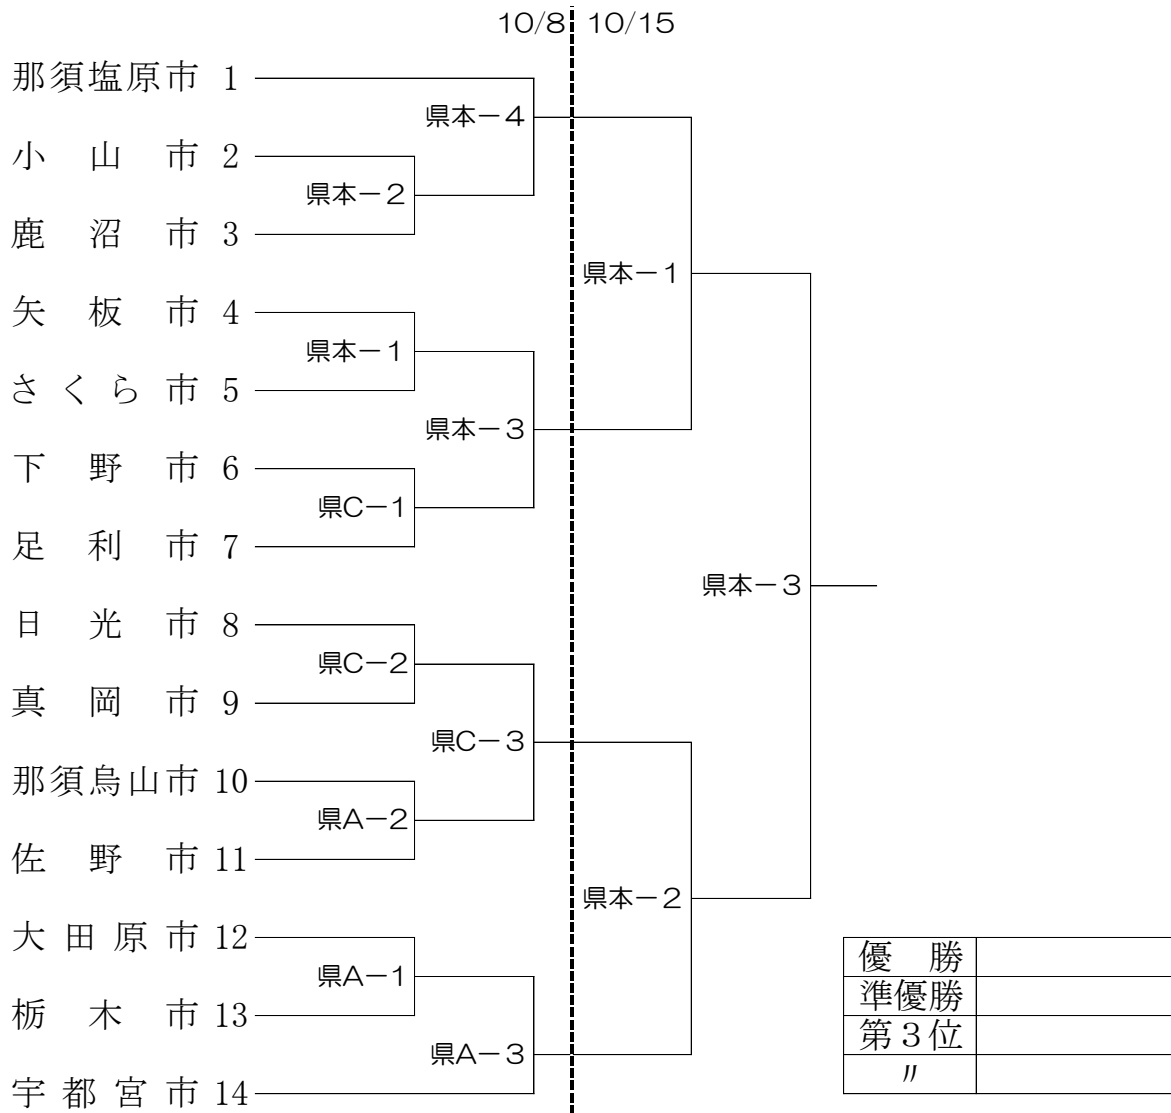 10/8 10/15
那須塩原市 1
県本－4
小山市 2
県本－2
鹿沼市 3
県本－1
矢板市 4
県本－1
さくら市 5
県本－3
下野市 6
県C－1
足利市 7
県本－3
日光市 8
県C－2
真岡市 9
県C－3
那須烏山市 10
県A－2
佐野市 11
県本－2
大田原市 12
県A－1
栃木市 13
県A－3
宇都宮市 14
優勝
準優勝
第３位
〃